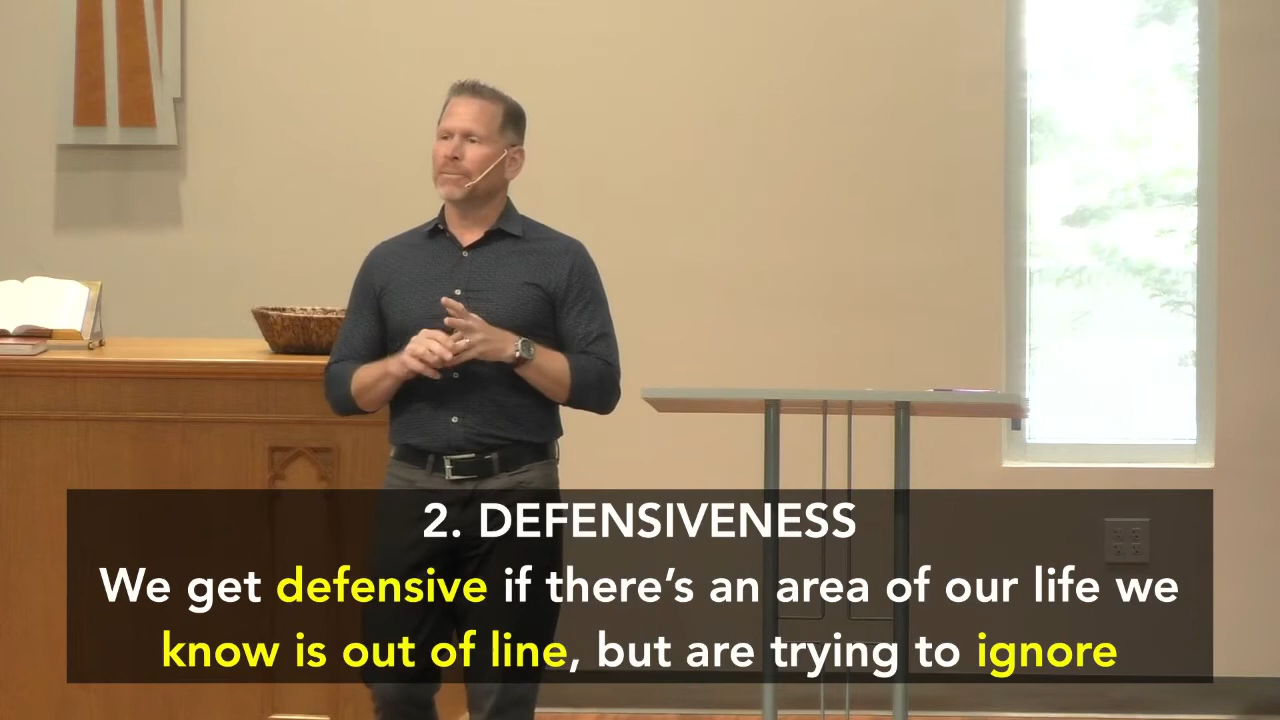 2. DEFENSIVENESS
We get defensive if there’s an area of our life we
know is out of line, but are trying to ignore